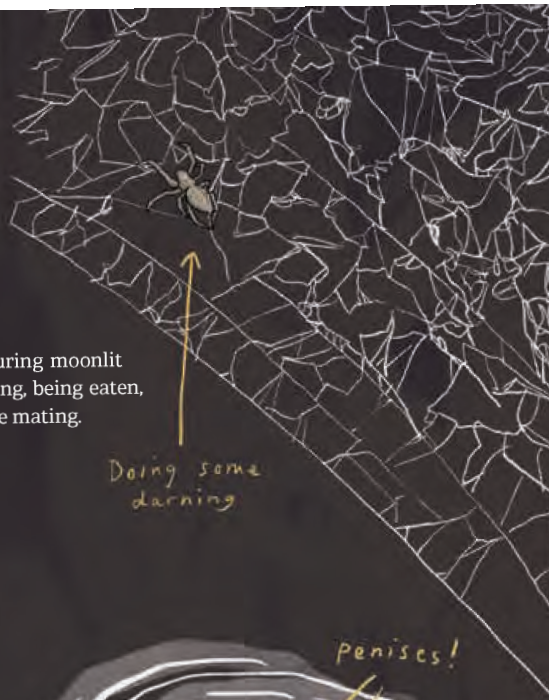 uring moonlit
ng, being eaten,
e mating.
Doing some
darning
penises!